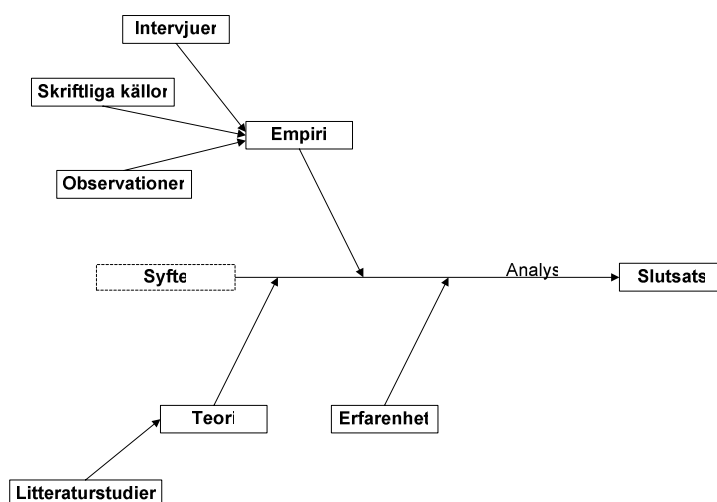 Intervjuer
Skriftliga källor
Empiri
Observationer
Syfte
Analys
Slutsats
Teori
Erfarenhet
Litteraturstudier